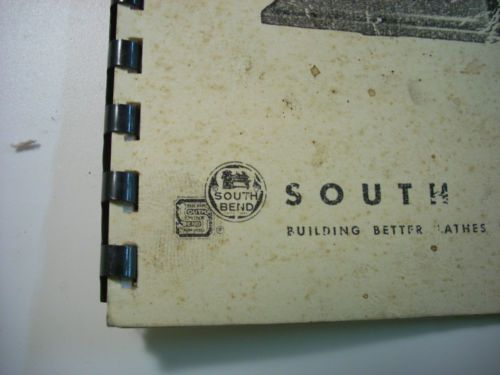 SOUTH
BEND
SOUTH
BUILDING BETTER LATHES